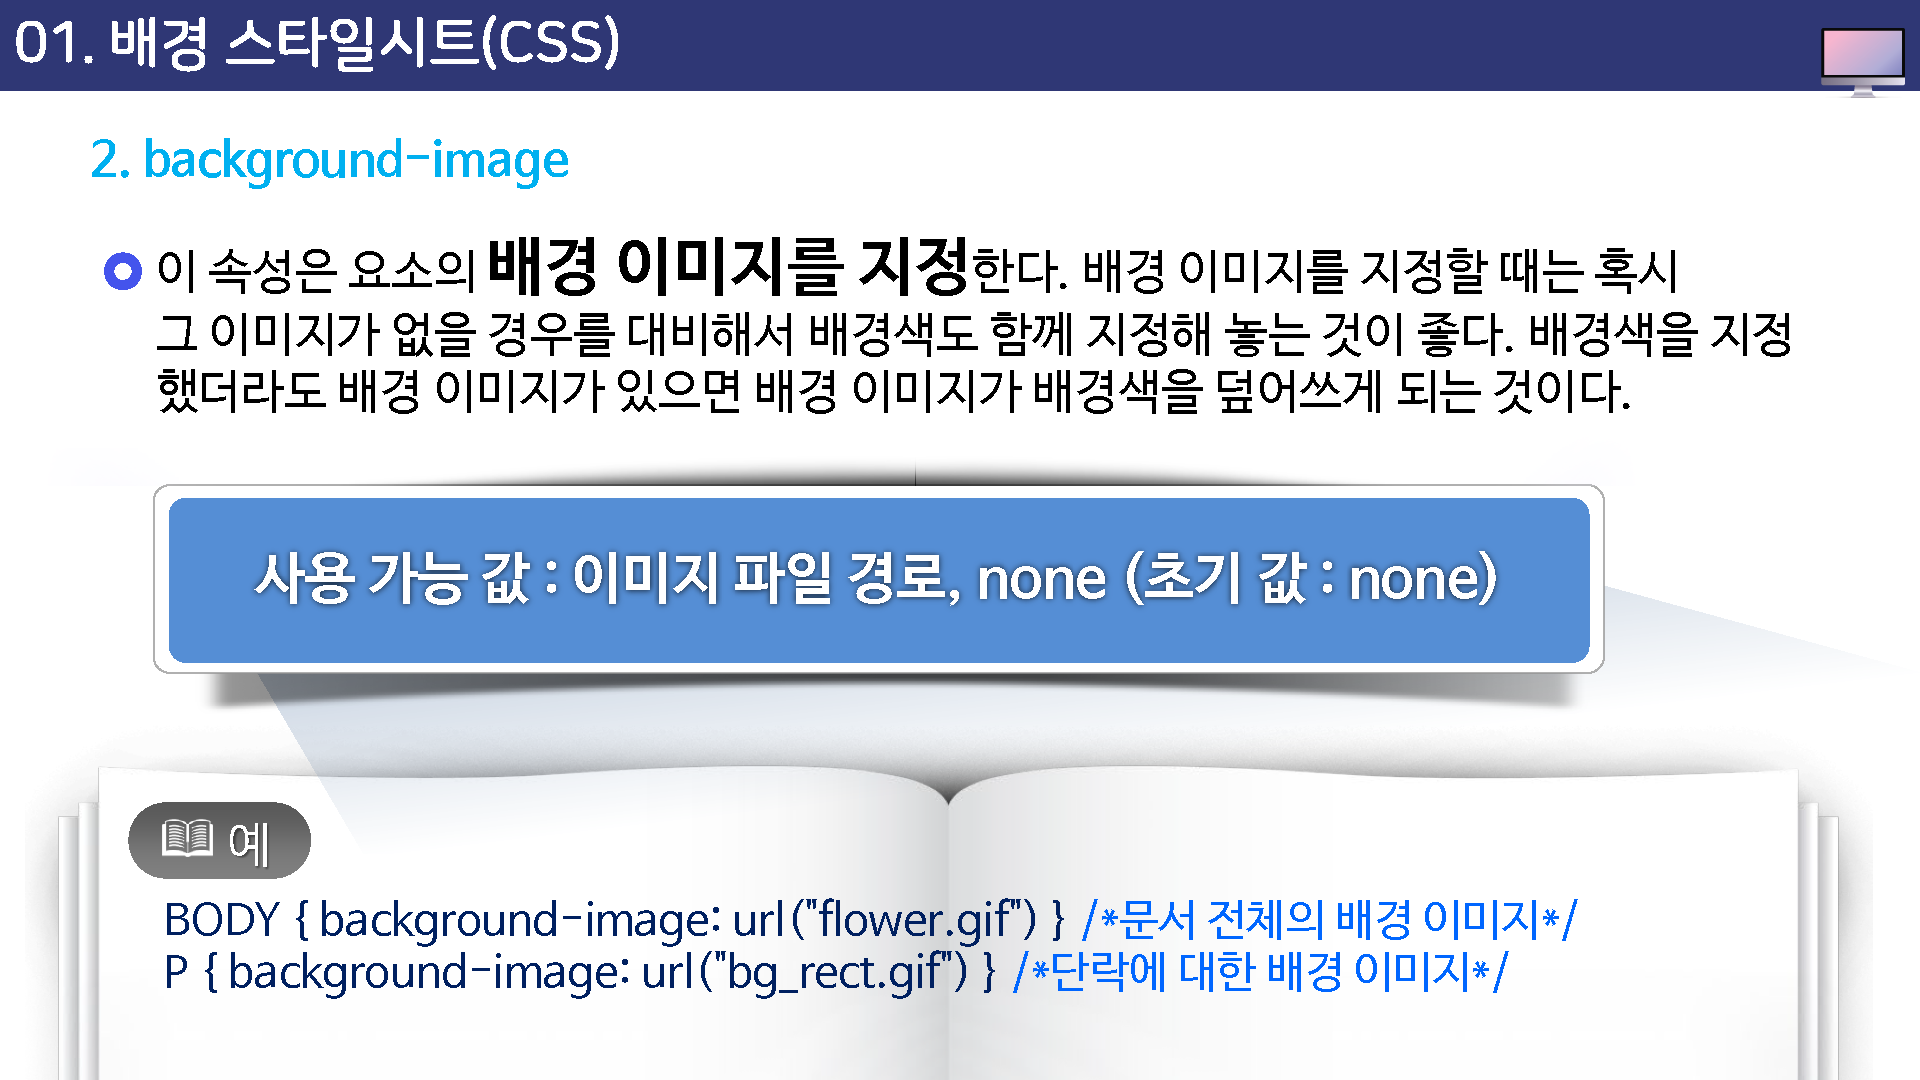 01. 배경 스타일시트(CSS)
2. background-image
이 속성은 요소의 배경 이미지를 지정한다. 배경 이미지를 지정할 때는 혹시
그 이미지가 없을 경우를 대비해서 배경색도 함께 지정해 놓는 것이 좋다. 배경색을 지정
했더라도 배경 이미지가 있으면 배경 이미지가 배경색을 덮어쓰게 되는 것이다.
사용 가능 값 : 이미지 파일 경로, none (초기 값 : none)
예
BODY { background-image: url("flower.gif") } /*문서 전체의 배경 이미지*/
P { background-image: url("bg_rect.gif") } /*단락에 대한 배경 이미지*/